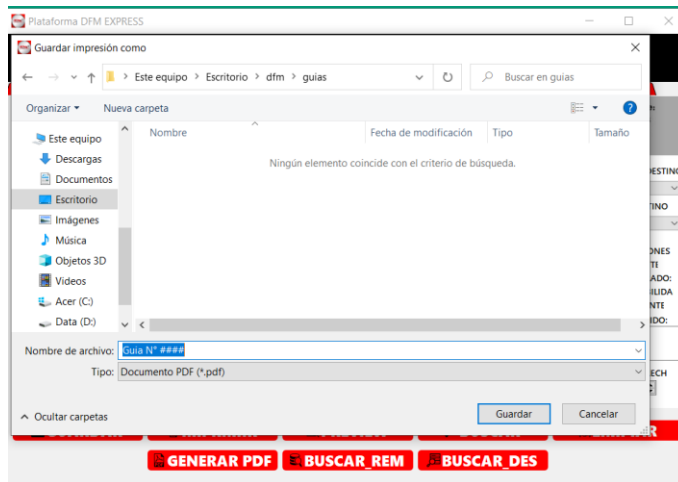 Plataforma DFM EXPRESS
Guardar impresión como
Este equipo > Escritorio > dfm > guias
Buscar en guias
Organizar
Nueva carpeta
Este equipo
Descargas
Documentos
Escritorio
Imágenes
Música
Objetos 3D
Videos
Acer (C:)
Data (D:)
Nombre
Fecha de modificación
Tipo
Tamaño
Ningún elemento coincide con el criterio de búsqueda.
Nombre de archivo: Guia N° ####
Tipo: Documento PDF (*.pdf)
Ocultar carpetas
Guardar
Cancelar
GENERAR PDF
BUSCAR_REM
BUSCAR_DES